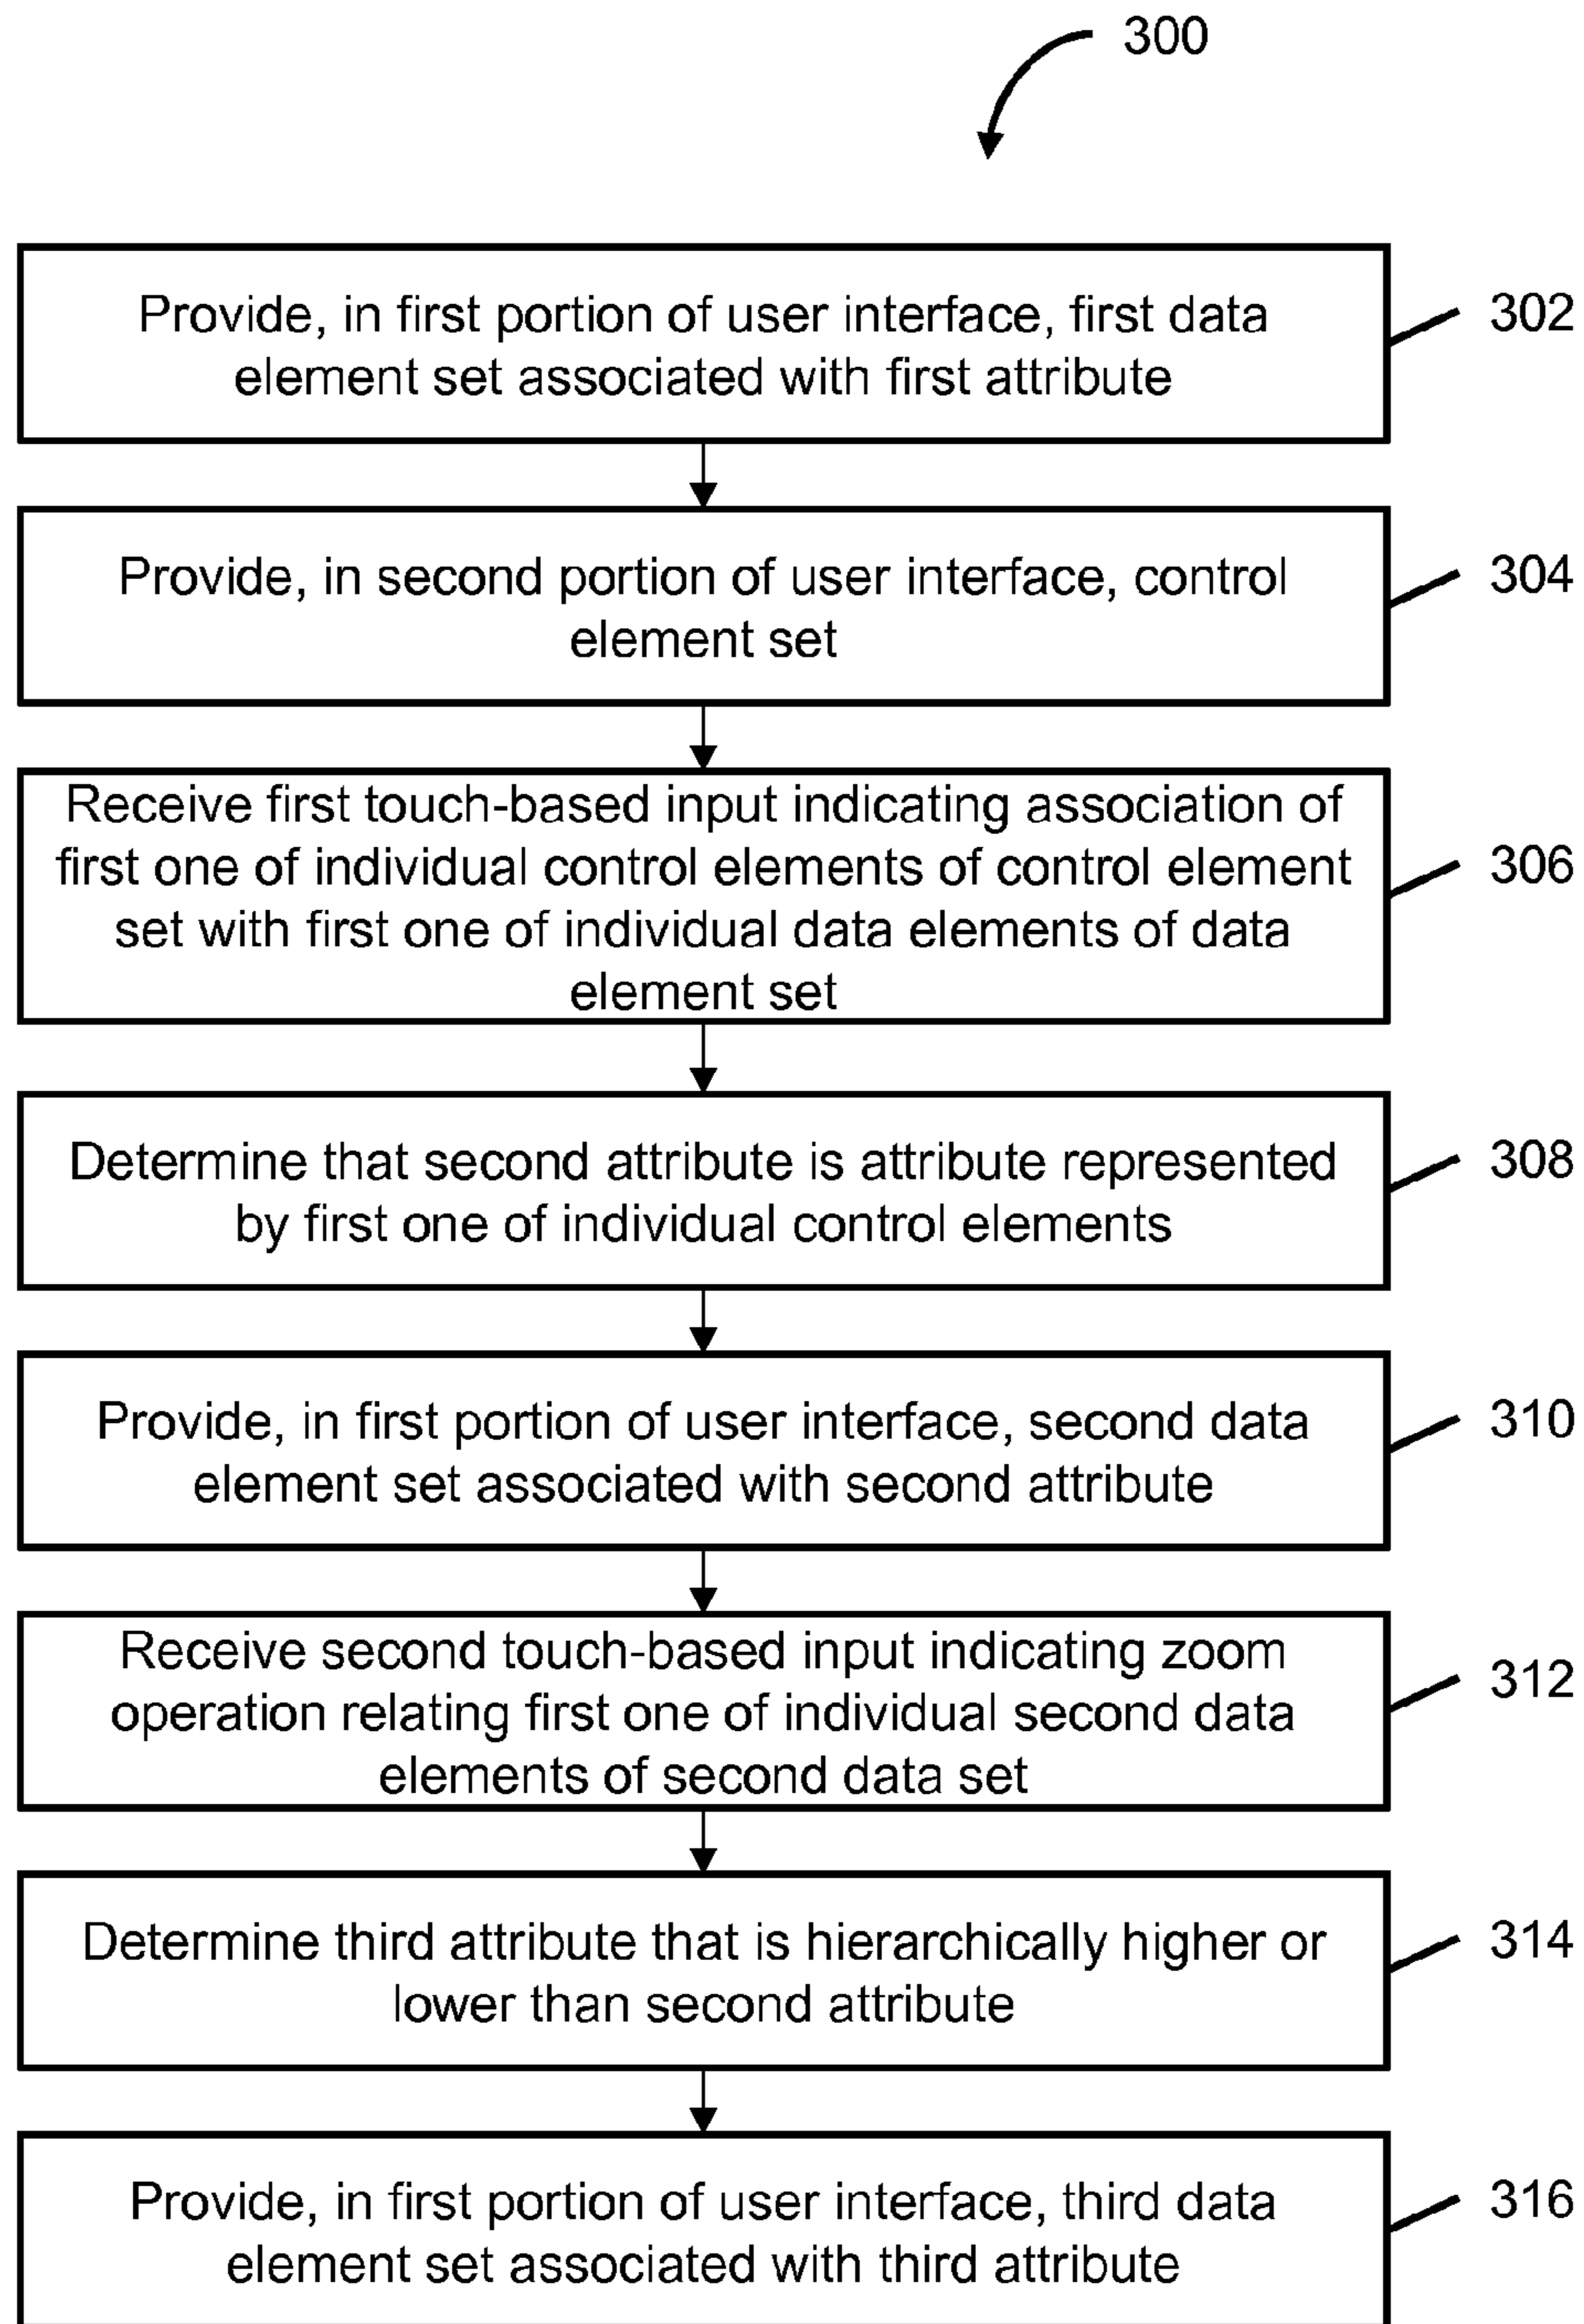 300
Provide, in first portion of user interface, first data
element set associated with first attribute
302
Provide, in second portion of user interface, control
element set
304
Receive first touch-based input indicating association of
first one of individual control elements of control element
set with first one of individual data elements of data
element set
306
Determine that second attribute is attribute represented
by first one of individual control elements
308
Provide, in first portion of user interface, second data
element set associated with second attribute
310
Receive second touch-based input indicating zoom
operation relating first one of individual second data
elements of second data set
312
Determine third attribute that is hierarchically higher or
lower than second attribute
314
Provide, in first portion of user interface, third data
element set associated with third attribute
316